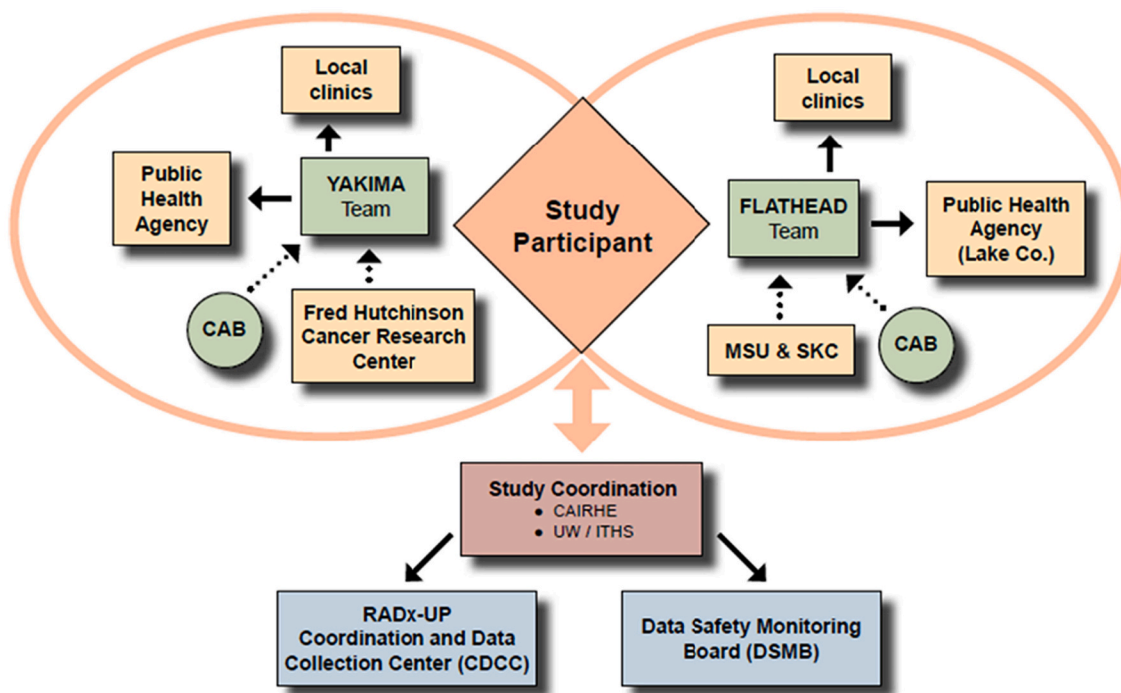 Local
clinics
Public
Health
Agency
YAKIMA
Team
CAB
Fred Hutchinson
Cancer Research
Center
Study
Participant
Local
clinics
FLATHEAD
Team
Public Health
Agency
(Lake Co.)
MSU & SKC
CAB
Study Coordination
● CAIRHE
● UW / ITHS
RADx-UP
Coordination and Data
Collection Center (CDCC)
Data Safety Monitoring
Board (DSMB)